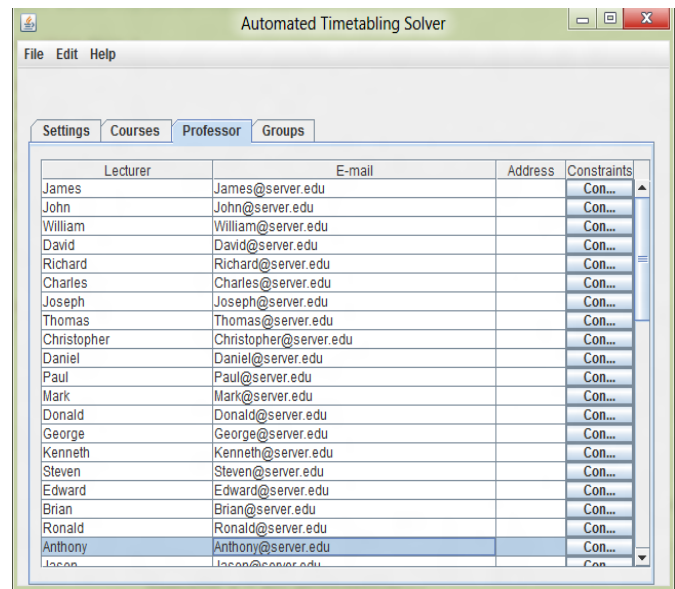 Automated Timetabling Solver
File Edit Help
Settings Courses Professor Groups
Lecturer E-mail Address Constraints
James James@server.edu Con...
John John@server.edu Con...
William William@server.edu Con...
David David@server.edu Con...
Richard Richard@server.edu Con...
Charles Charles@server.edu Con...
Joseph Joseph@server.edu Con...
Thomas Thomas@server.edu Con...
Christopher Christopher@server.edu Con...
Daniel Daniel@server.edu Con...
Paul Paul@server.edu Con...
Mark Mark@server.edu Con...
Donald Donald@server.edu Con...
George George@server.edu Con...
Kenneth Kenneth@server.edu Con...
Steven Steven@server.edu Con...
Edward Edward@server.edu Con...
Brian Brian@server.edu Con...
Ronald Ronald@server.edu Con...
Anthony Anthony@server.edu Con...
Jason Jason@server.edu Con...